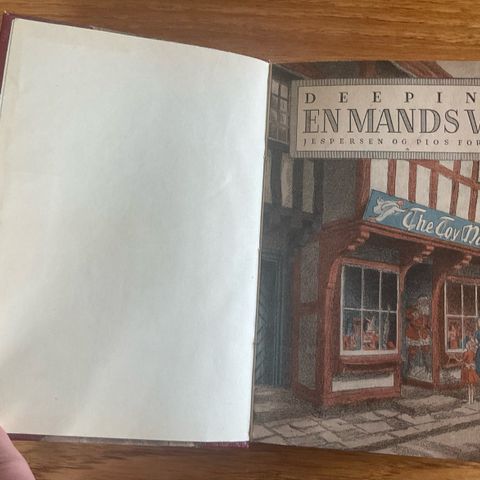 DEEPIN
EN MANDS V
JESPERSEN OG PIOS FOR
The Toy